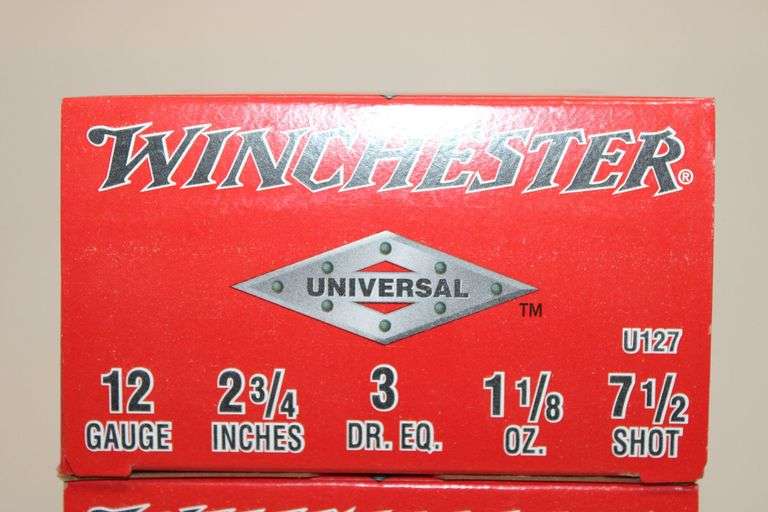 WINCHESTER®
UNIVERSAL
TM
U127
12 2 3/4 3 1 1/8 7 1/2
GAUGE INCHES DR. EQ. OZ. SHOT